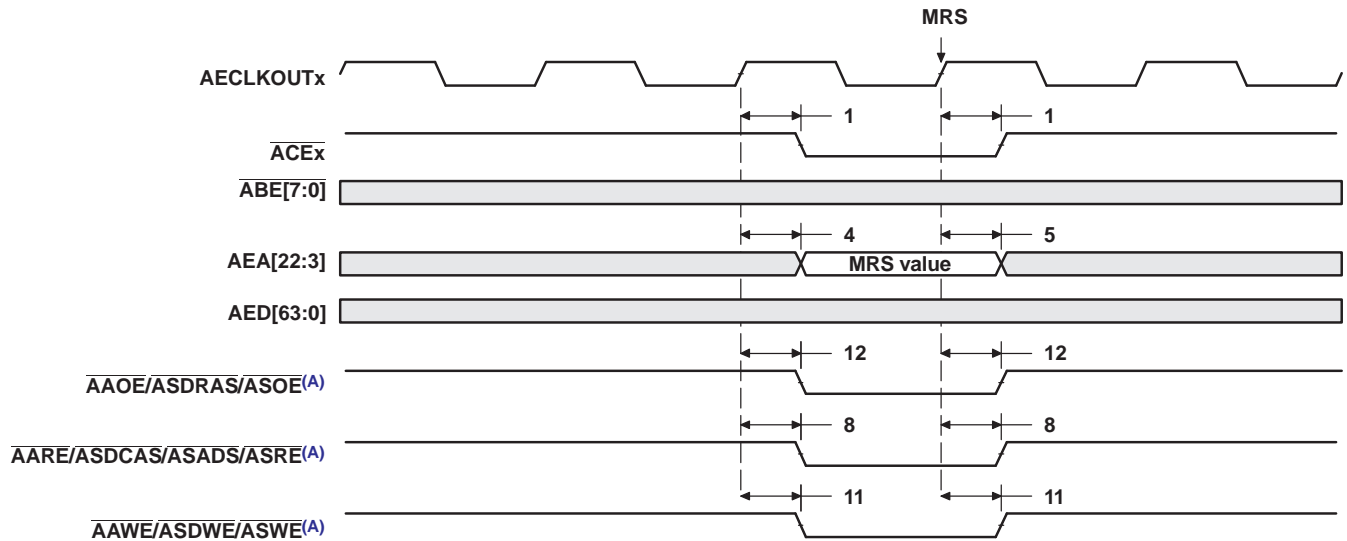 MRS
AECLKOUTx
1 1
ACEx
ABE[7:0]
4 5
AEA[22:3] MRS value
AED[63:0]
12 12
AAOE/ASDRAS/ASOE(A)
8 8
AARE/ASDCAS/ASADS/ASRE(A)
11 11
AAWE/ASDWE/ASWE(A)